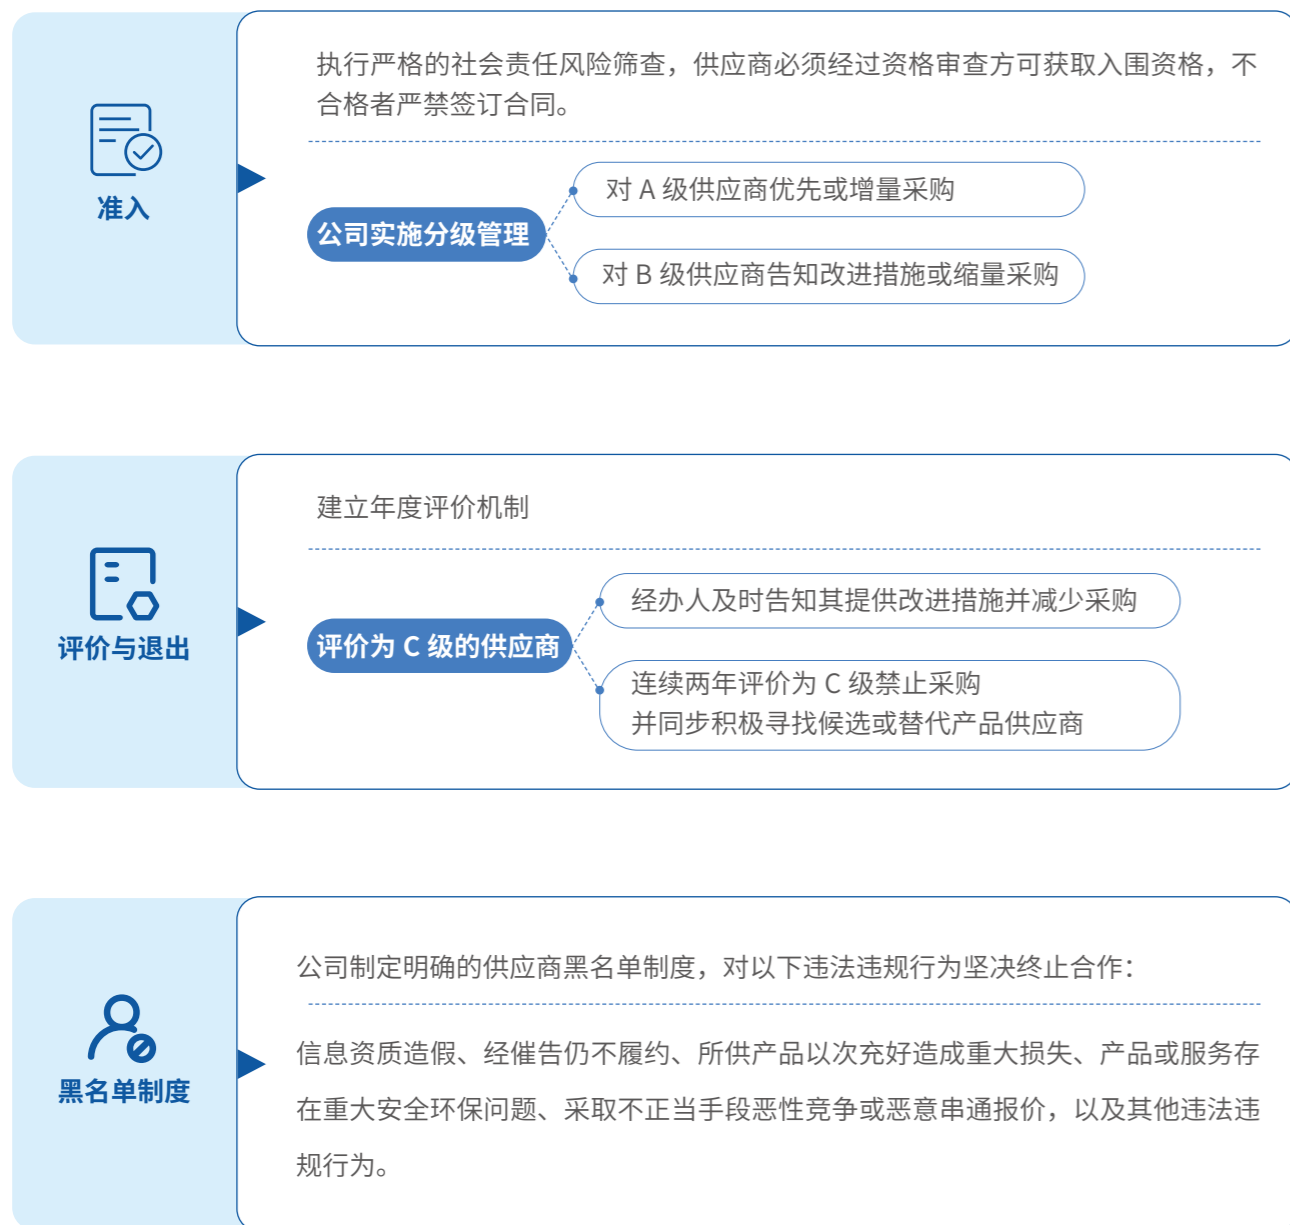 执行严格的社会责任风险筛查，供应商必须经过资格审查方可获取入围资格，不
合格者严禁签订合同。
准入
公司实施分级管理
对 A 级供应商优先或增量采购
对 B 级供应商告知改进措施或缩量采购
建立年度评价机制
评价与退出
评价为 C 级的供应商
经办人及时告知其提供改进措施并减少采购
连续两年评价为 C 级禁止采购
并同步积极寻找候选或替代产品供应商
公司制定明确的供应商黑名单制度，对以下违法违规行为坚决终止合作：
黑名单制度
信息资质造假、经催告仍不履约、所供产品以次充好造成重大损失、产品或服务存
在重大安全环保问题、采取不正当手段恶性竞争或恶意串通报价，以及其他违法违
规行为。